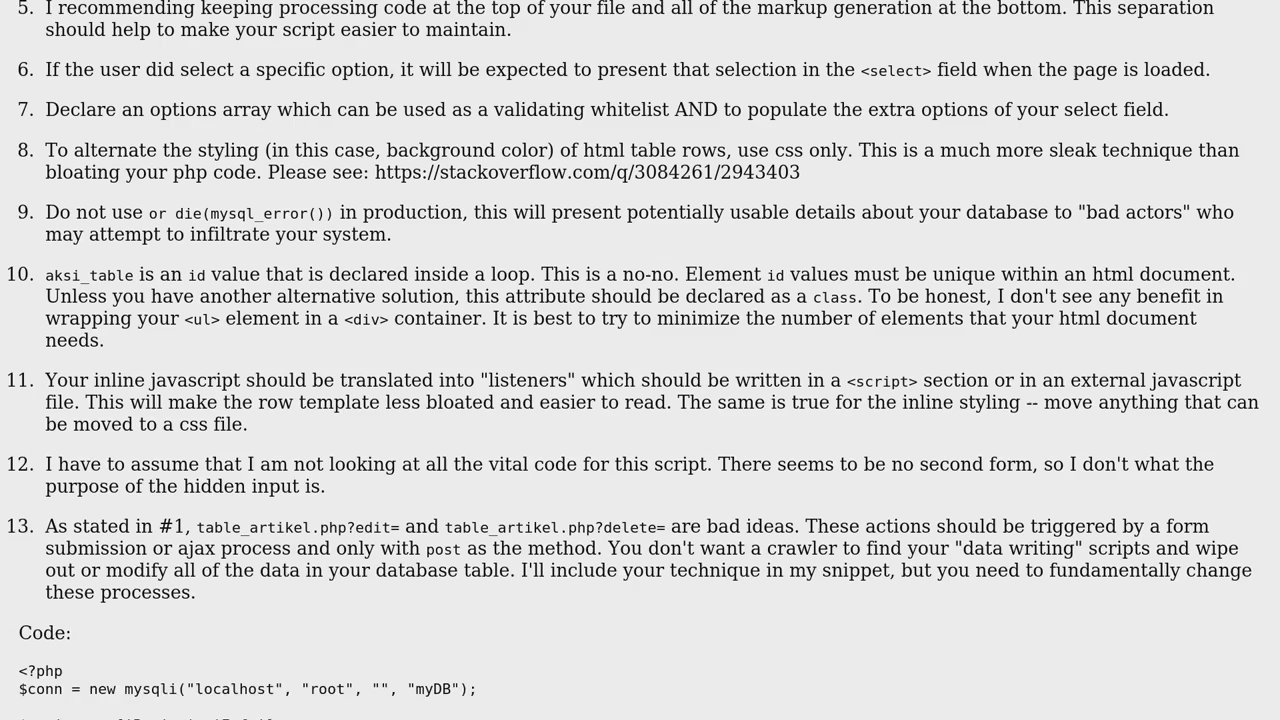 5. I recommending keeping processing code at the top of your file and all of the markup generation at the bottom. This separation
should help to make your script easier to maintain.
6. If the user did select a specific option, it will be expected to present that selection in the <select> field when the page is loaded.
7. Declare an options array which can be used as a validating whitelist AND to populate the extra options of your select field.
8. To alternate the styling (in this case, background color) of html table rows, use css only. This is a much more sleak technique than
bloating your php code. Please see: https://stackoverflow.com/q/3084261/2943403
9. Do not use or die(mysql_error()) in production, this will present potentially usable details about your database to "bad actors" who
may attempt to infiltrate your system.
10. aksi_table is an id value that is declared inside a loop. This is a no-no. Element id values must be unique within an html document.
Unless you have another alternative solution, this attribute should be declared as a class. To be honest, I don't see any benefit in
wrapping your <ul> element in a <div> container. It is best to try to minimize the number of elements that your html document
needs.
11. Your inline javascript should be translated into "listeners" which should be written in a <script> section or in an external javascript
file. This will make the row template less bloated and easier to read. The same is true for the inline styling -- move anything that can
be moved to a css file.
12. I have to assume that I am not looking at all the vital code for this script. There seems to be no second form, so I don't what the
purpose of the hidden input is.
13. As stated in #1, table_artikel.php?edit= and table_artikel.php?delete= are bad ideas. These actions should be triggered by a form
submission or ajax process and only with post as the method. You don't want a crawler to find your "data writing" scripts and wipe
out or modify all of the data in your database table. I'll include your technique in my snippet, but you need to fundamentally change
these processes.
Code:
<?php
$conn = new mysqli("localhost", "root", "", "myDB");